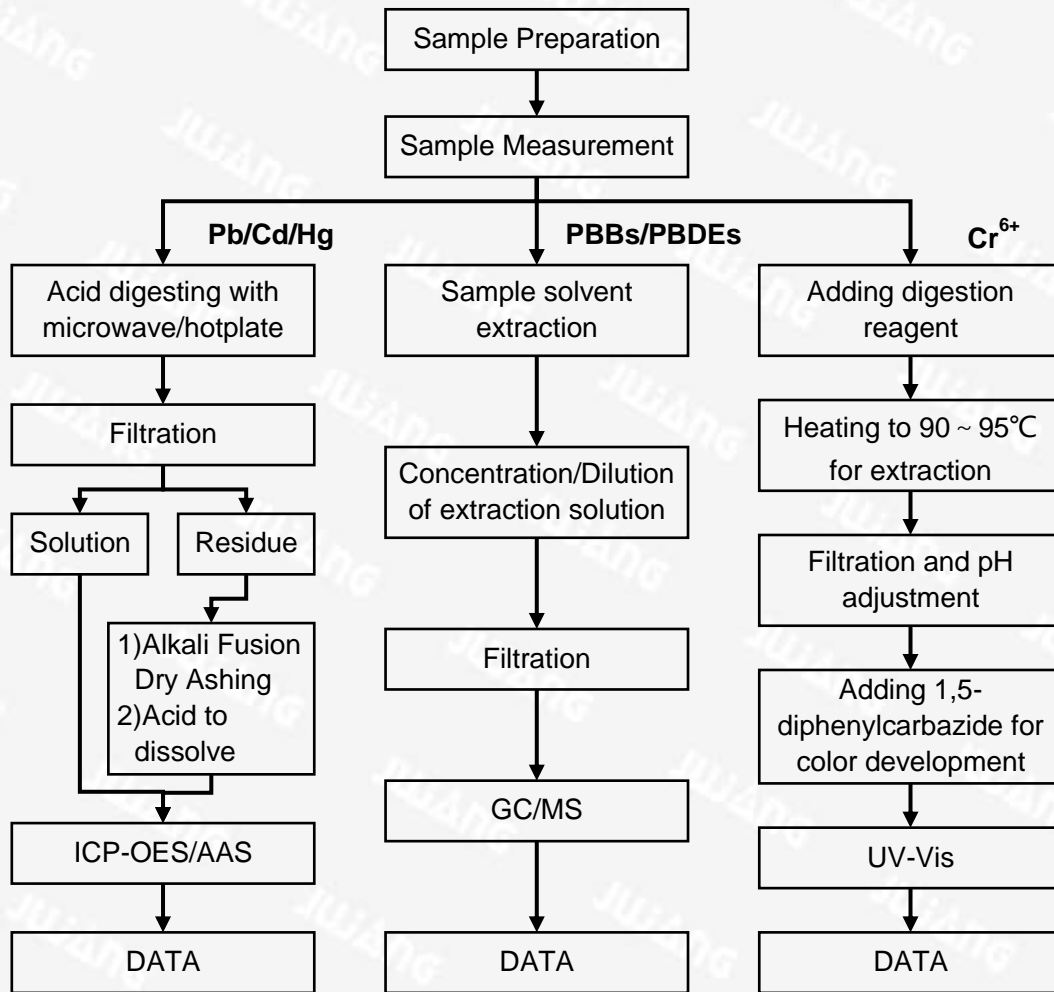 Sample Preparation
Sample Measurement
Pb/Cd/Hg
PBBs/PBDEs
Cr6+
Acid digesting with
microwave/hotplate
Filtration
Solution
Residue
1)Alkali Fusion
Dry Ashing
2)Acid to
dissolve
ICP-OES/AAS
DATA
Sample solvent
extraction
Concentration/Dilution
of extraction solution
Filtration
GC/MS
DATA
Adding digestion
reagent
Heating to 90 ~ 95℃
for extraction
Filtration and pH
adjustment
Adding 1,5-
diphenylcarbazide for
color development
UV-Vis
DATA